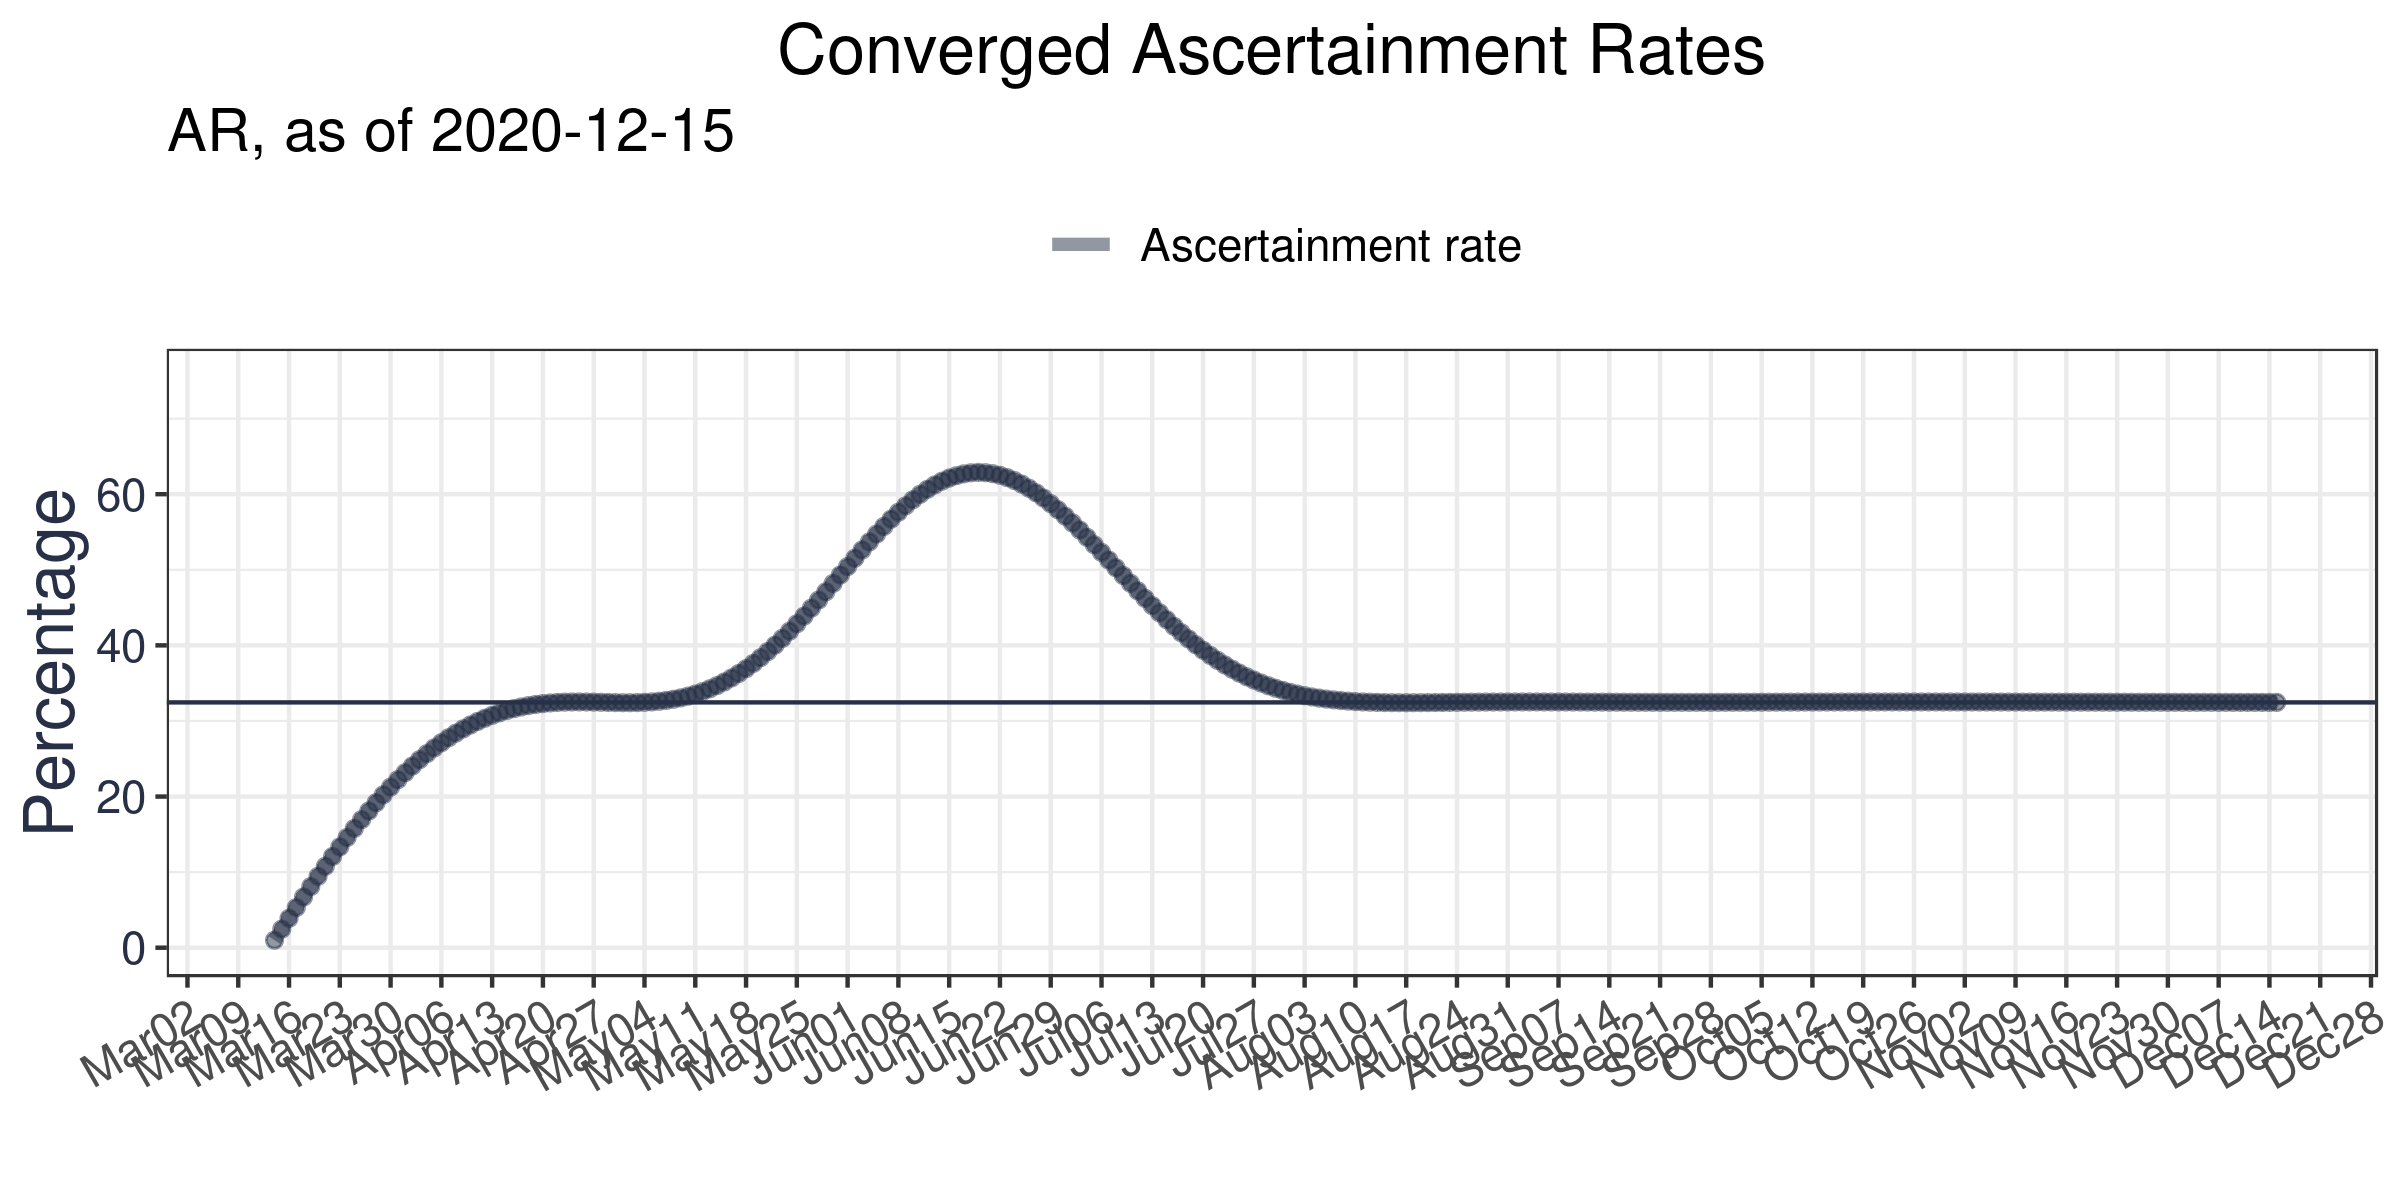 Converged Ascertainment Rates
AR, as of 2020-12-15
Ascertainment rate
Percentage
60
40
20
0
Mar02
Mar09
Mar16
Mar23
Mar30
Apr06
Apr13
Apr20
Apr27
May04
May11
May18
May25
Jun01
Jun08
Jun15
Jun22
Jun29
Jul06
Jul13
Jul20
Jul27
Aug03
Aug10
Aug17
Aug24
Aug31
Sep07
Sep14
Sep21
Sep28
Oct05
Oct12
Oct19
Oct26
Nov02
Nov09
Nov16
Nov23
Nov30
Dec07
Dec14
Dec21
Dec28